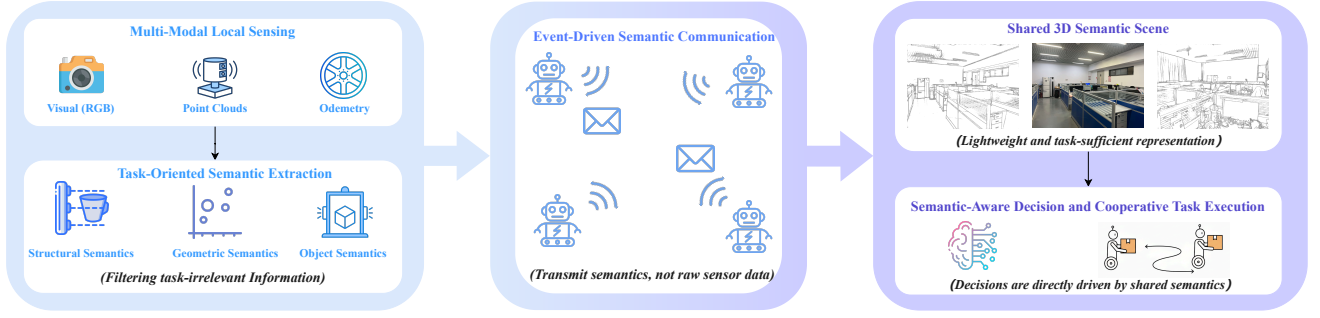 Multi-Modal Local Sensing
Visual (RGB)
Point Clouds
Odemetry
Task-Oriented Semantic Extraction
Structural Semantics
Geometric Semantics
Object Semantics
(Filtering task-irrelevant Information)
Event-Driven Semantic Communication
(Transmit semantics, not raw sensor data)
Shared 3D Semantic Scene
(Lightweight and task-sufficient representation)
Semantic-Aware Decision and Cooperative Task Execution
(Decisions are directly driven by shared semantics)